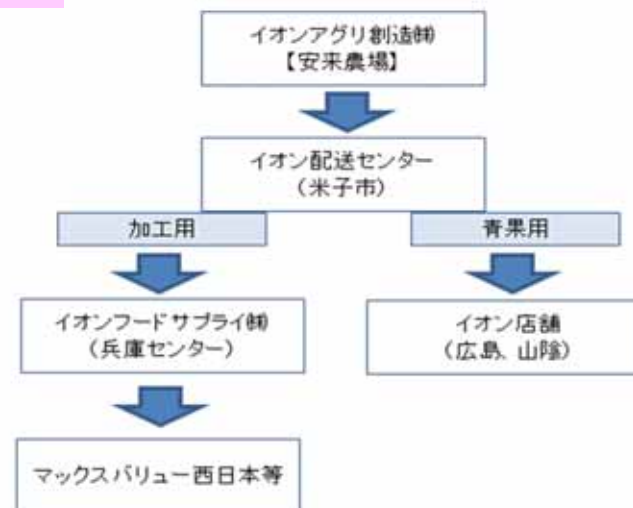 イオンアグリ創造㈱
【安来農場】
イオン配送センター
(米子市)
加工用
青果用
イオンフードサプライ㈱
(兵庫センター)
イオン店舗
(広島、山陰)
マックスバリュー西日本等